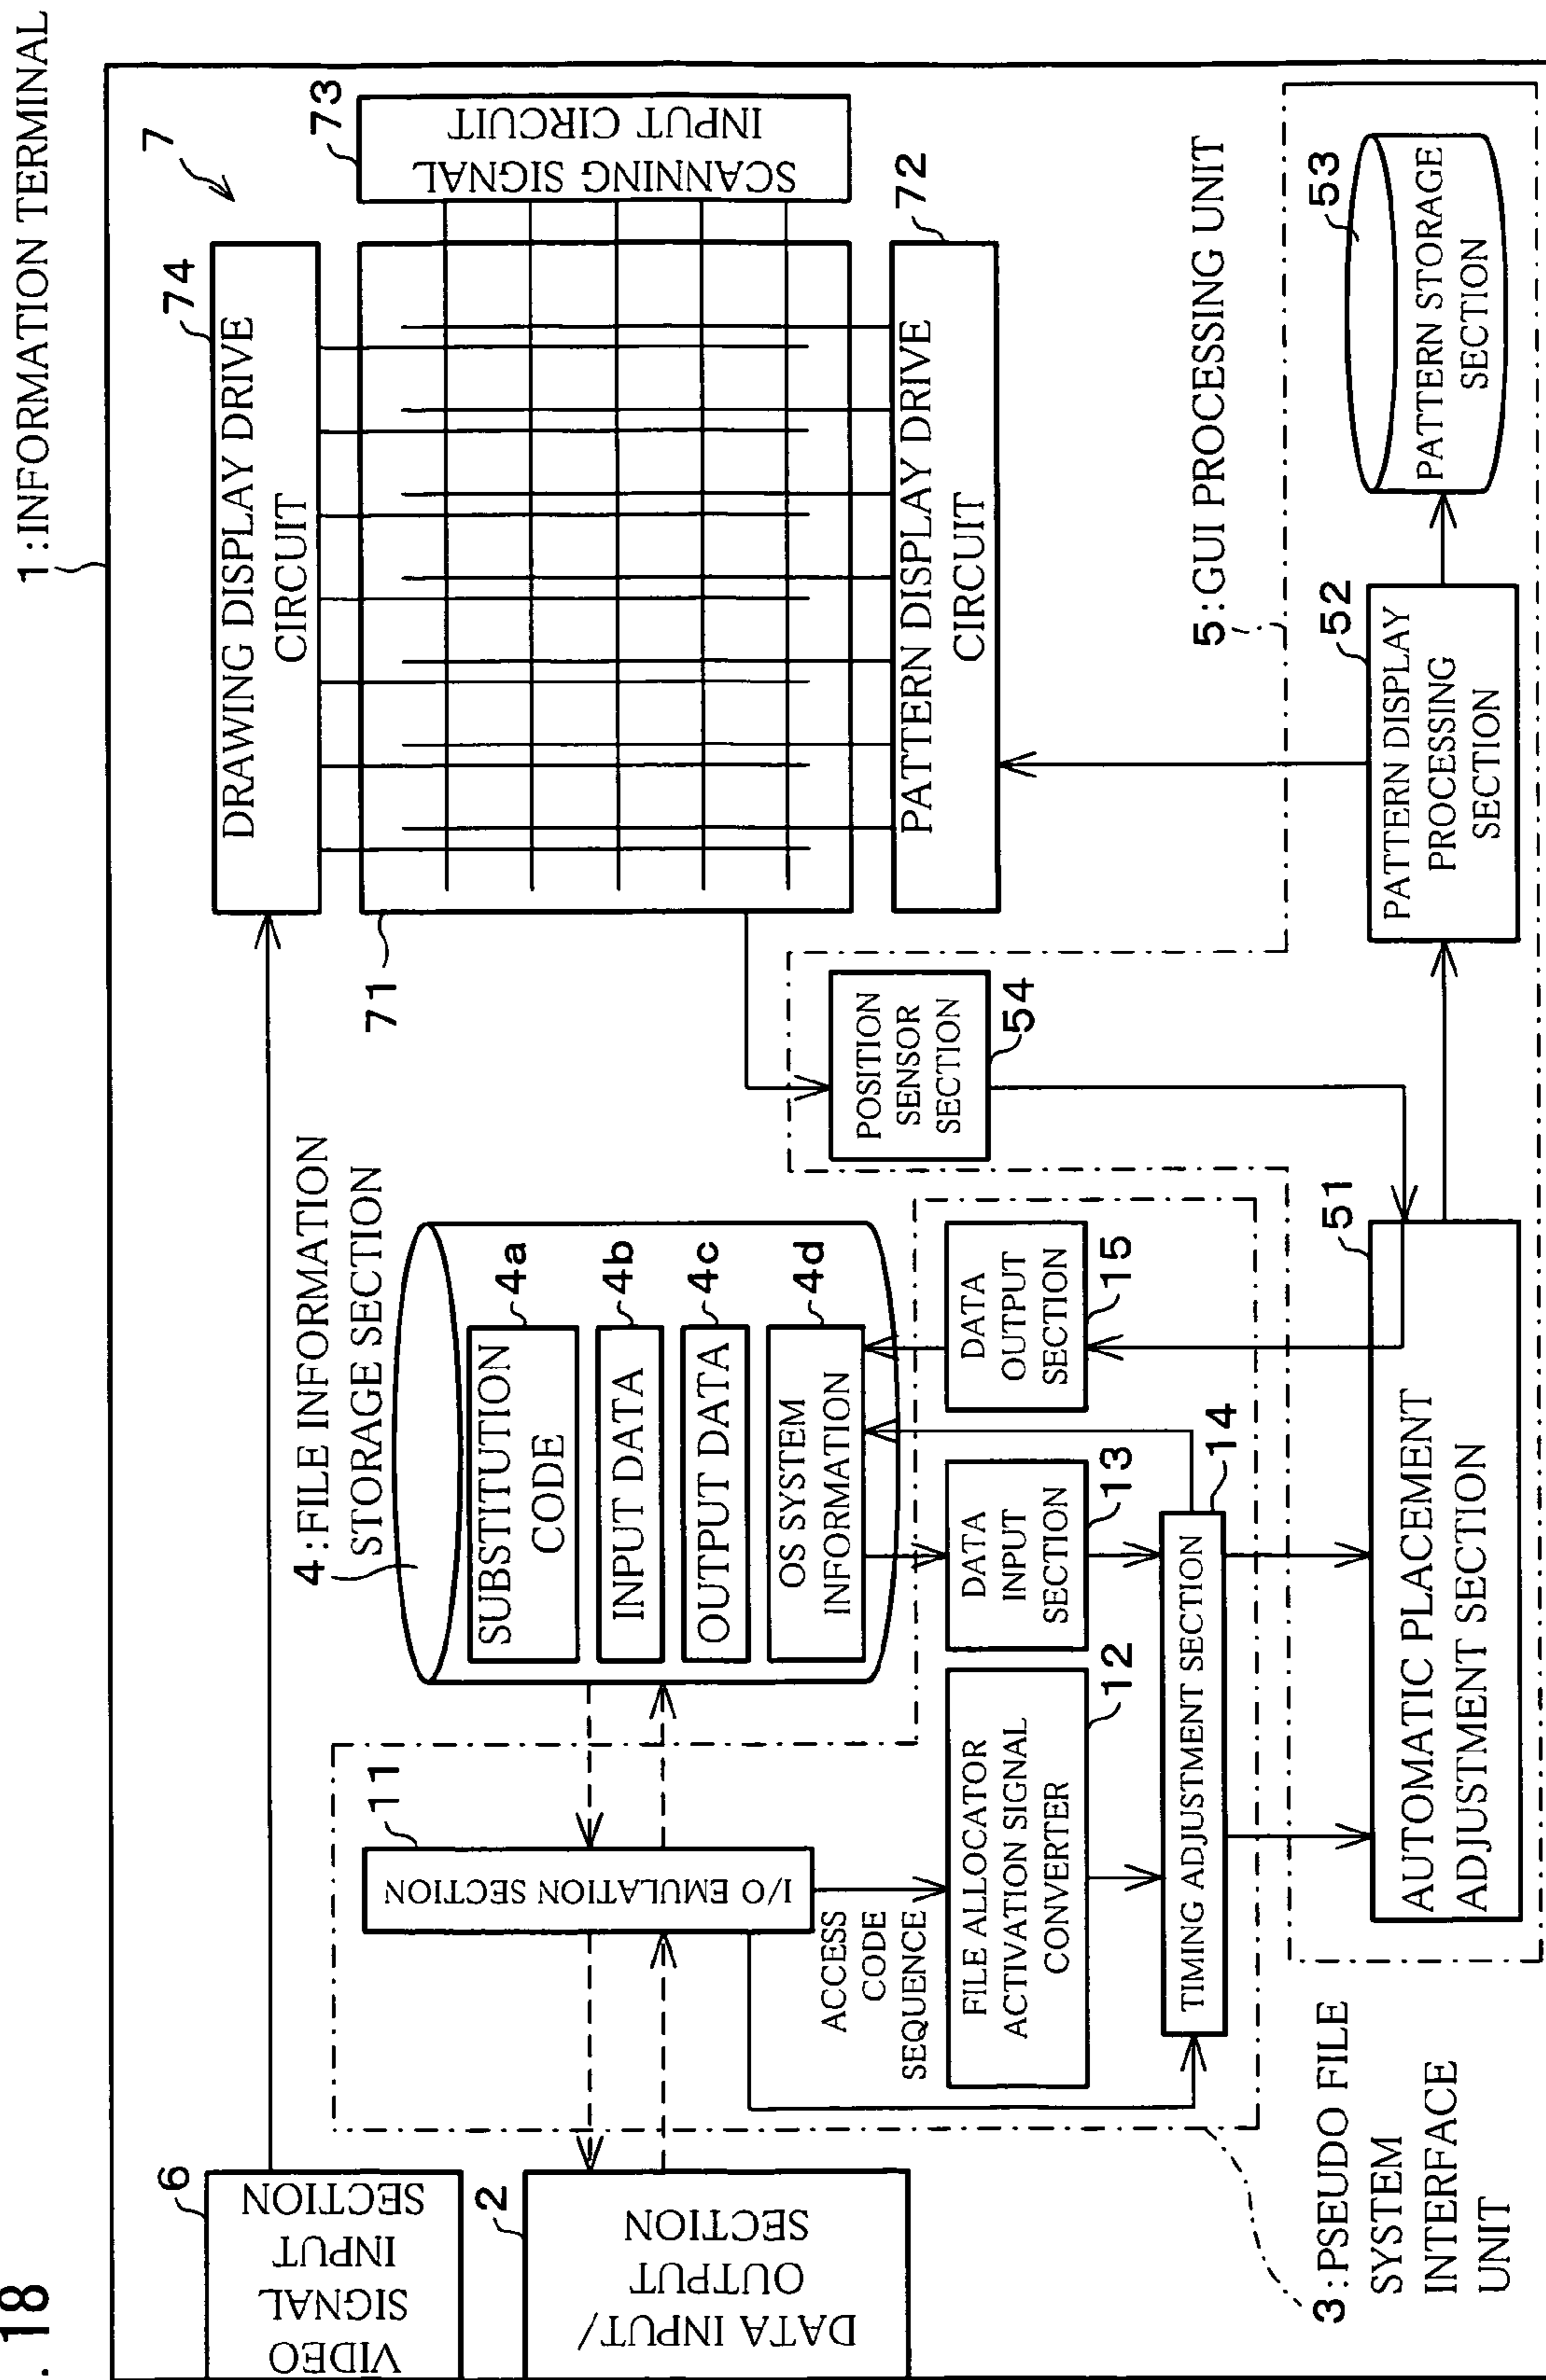 . 18
1:INFORMATION TERMINAL
7
73
SCANNING SIGNAL
INPUT CIRCUIT
74
DRAWING DISPLAY DRIVE
CIRCUIT
71
72
PATTERN DISPLAY DRIVE
CIRCUIT
6
VIDEO
SIGNAL
INPUT
SECTION
2
DATA INPUT/
OUTPUT
SECTION
4:FILE INFORMATION
STORAGE SECTION
SUBSTITUTION
CODE
4a
INPUT DATA
4b
OUTPUT DATA
4c
OS SYSTEM
INFORMATION
4d
11
I/O EMULATION SECTION
ACCESS
CODE
SEQUENCE
FILE ALLOCATOR
ACTIVATION SIGNAL
CONVERTER
12
DATA
INPUT
SECTION
13
DATA
OUTPUT
SECTION
15
TIMING ADJUSTMENT SECTION
14
3:PSEUDO FILE
SYSTEM
INTERFACE
UNIT
POSITION
SENSOR
SECTION
54
5:GUI PROCESSING UNIT
51
AUTOMATIC PLACEMENT
ADJUSTMENT SECTION
52
PATTERN DISPLAY
PROCESSING
SECTION
53
PATTERN STORAGE
SECTION